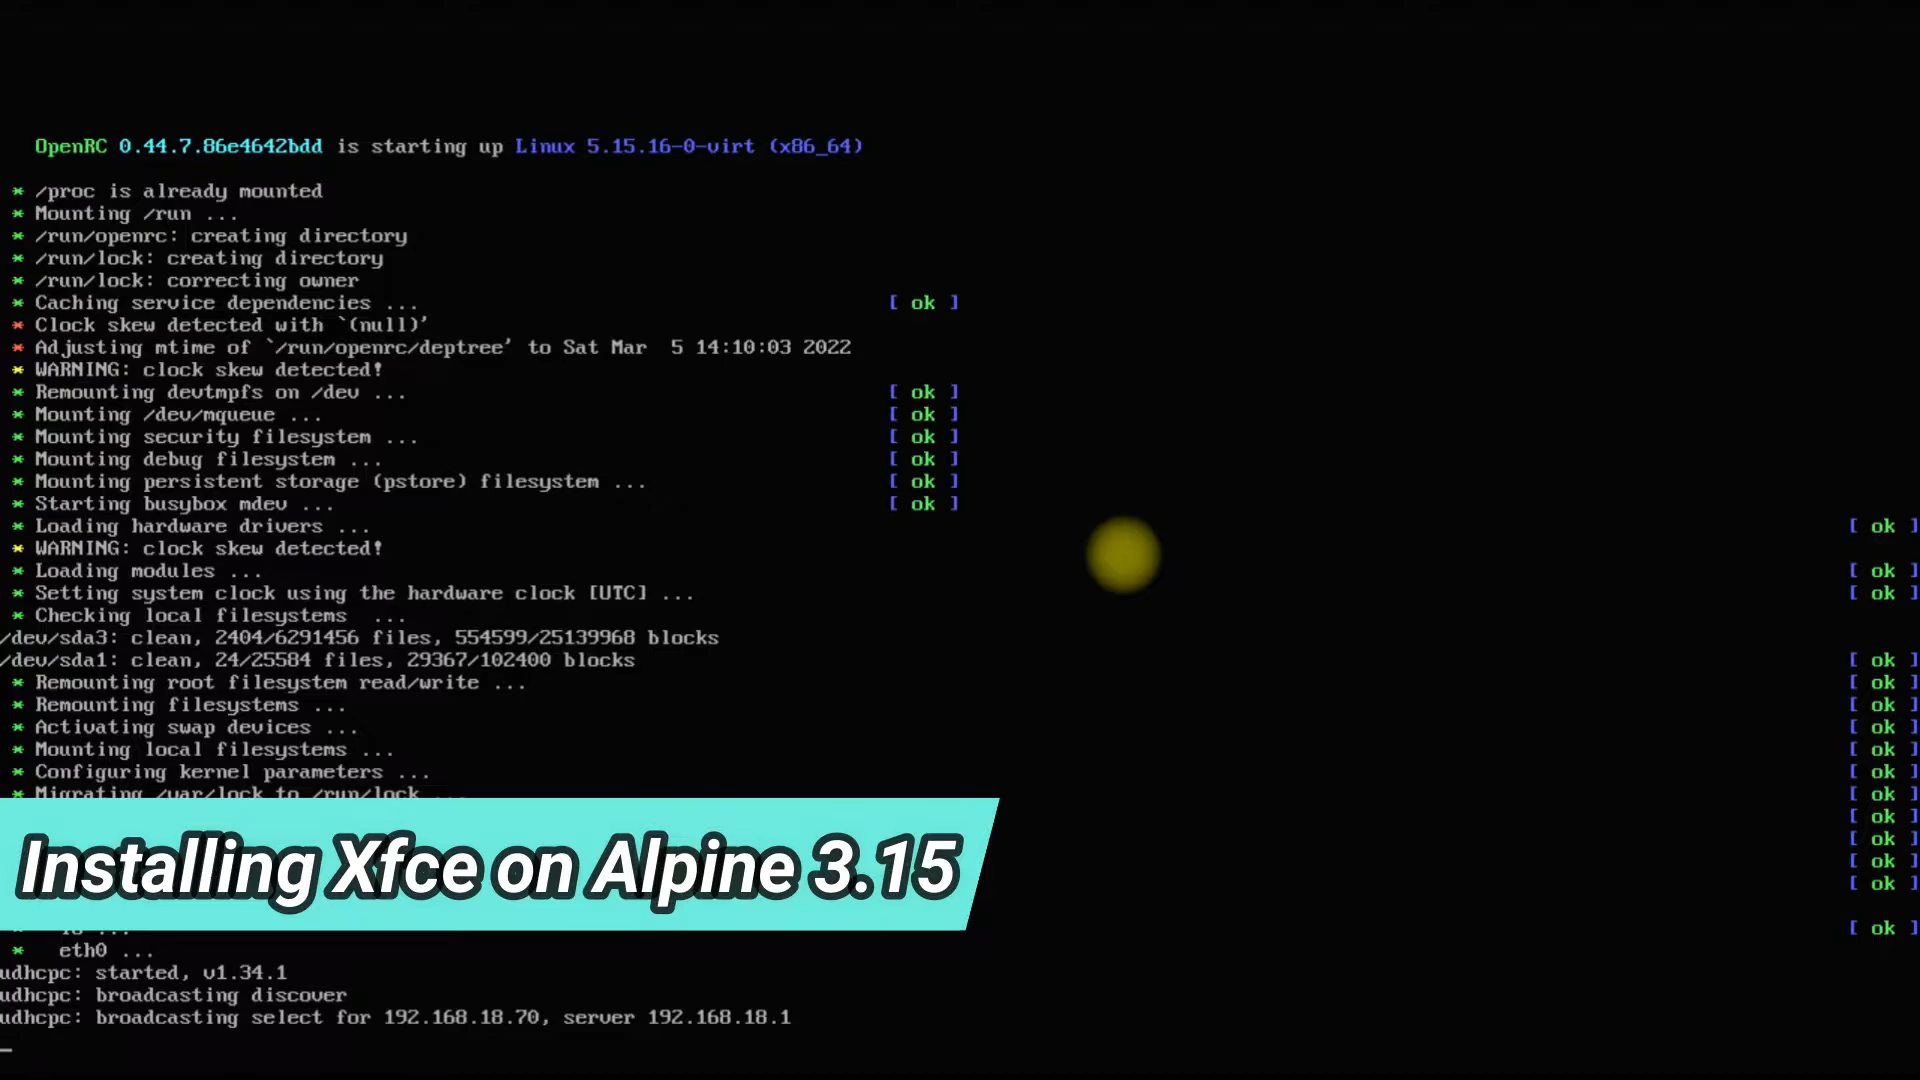 OpenRC 0.44.7.86e4642bdd is starting up Linux 5.15.16-0-virt (x86_64)
* /proc is already mounted
* Mounting /run ...
* /run/openrc: creating directory
* /run/lock: creating directory
* /run/lock: correcting owner
* Caching service dependencies ... [ ok ]
* Clock skew detected with `(null)'
* Adjusting mtime of `/run/openrc/deptree' to Sat Mar  5 14:10:03 2022
* WARNING: clock skew detected!
* Remounting devtmpfs on /dev ... [ ok ]
* Mounting /dev/mqueue ... [ ok ]
* Mounting security filesystem ... [ ok ]
* Mounting debug filesystem ... [ ok ]
* Mounting persistent storage (pstore) filesystem ... [ ok ]
* Starting busybox mdev ... [ ok ]
* Loading hardware drivers ... [ ok ]
* WARNING: clock skew detected!
* Loading modules ... [ ok ]
* Setting system clock using the hardware clock [UTC] ... [ ok ]
* Checking local filesystems  ...
/dev/sda3: clean, 2404/6291456 files, 554599/25139968 blocks
/dev/sda1: clean, 24/25584 files, 29367/102400 blocks [ ok ]
* Remounting root filesystem read/write ... [ ok ]
* Remounting filesystems ... [ ok ]
* Activating swap devices ... [ ok ]
* Mounting local filesystems ... [ ok ]
* Configuring kernel parameters ... [ ok ]
* Migrating /var/lock to /run/lock ... [ ok ]
[ ok ]
[ ok ]
[ ok ]
[ ok ]
Installing Xfce on Alpine 3.15
* lo ... [ ok ]
* eth0 ...
udhcpc: started, v1.34.1
udhcpc: broadcasting discover
udhcpc: broadcasting select for 192.168.18.70, server 192.168.18.1